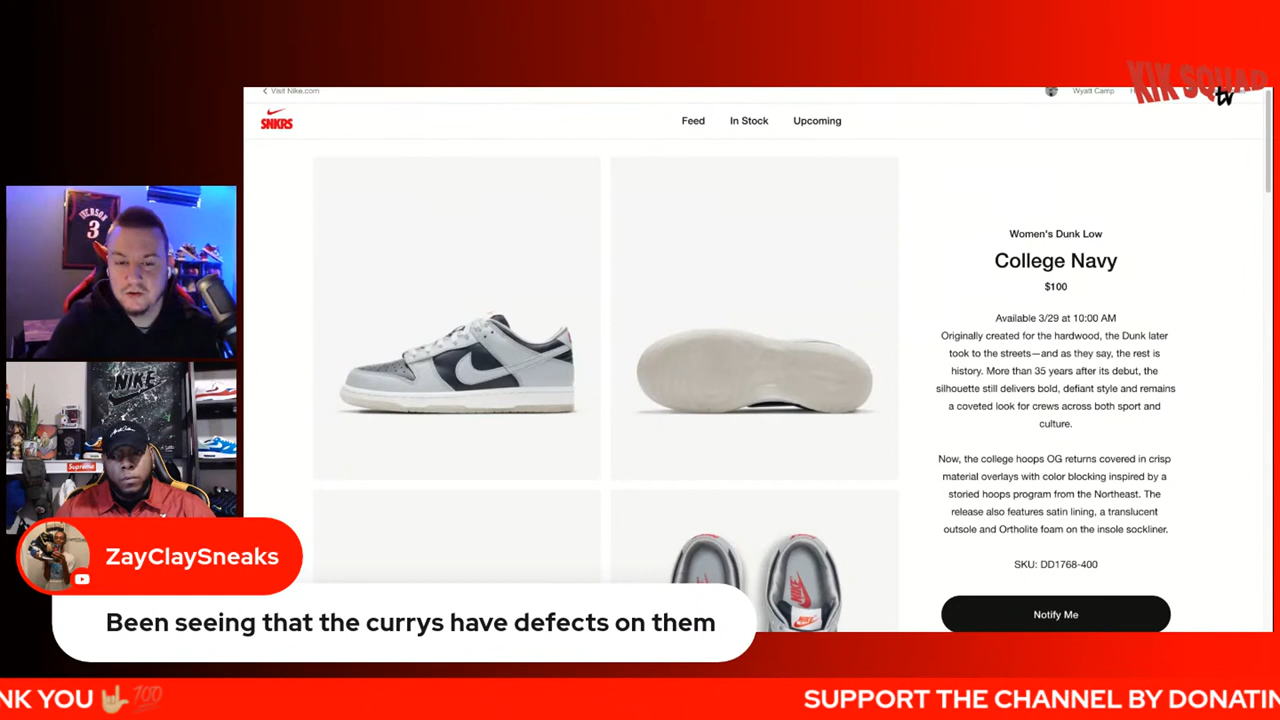 Visit Nike.com
Wyatt Camp
KIK SQUAD
tv
SNKRS
Feed
In Stock
Upcoming
IVERSON
3
Women's Dunk Low
College Navy
$100
Available 3/29 at 10:00 AM
Originally created for the hardwood, the Dunk later
took to the streets—and as they say, the rest is
history. More than 35 years after its debut, the
silhouette still delivers bold, defiant style and remains
a coveted look for crews across both sport and
culture.
Now, the college hoops OG returns covered in crisp
material overlays with color blocking inspired by a
storied hoops program from the Northeast. The
release also features satin lining, a translucent
outsole and Ortholite foam on the insole sockliner.
SKU: DD1768-400
Notify Me
NIKE
Supreme
NIKE
ZayClaySneaks
Been seeing that the currys have defects on them
NK YOU 🤟🏼 💯
SUPPORT THE CHANNEL BY DONATIN